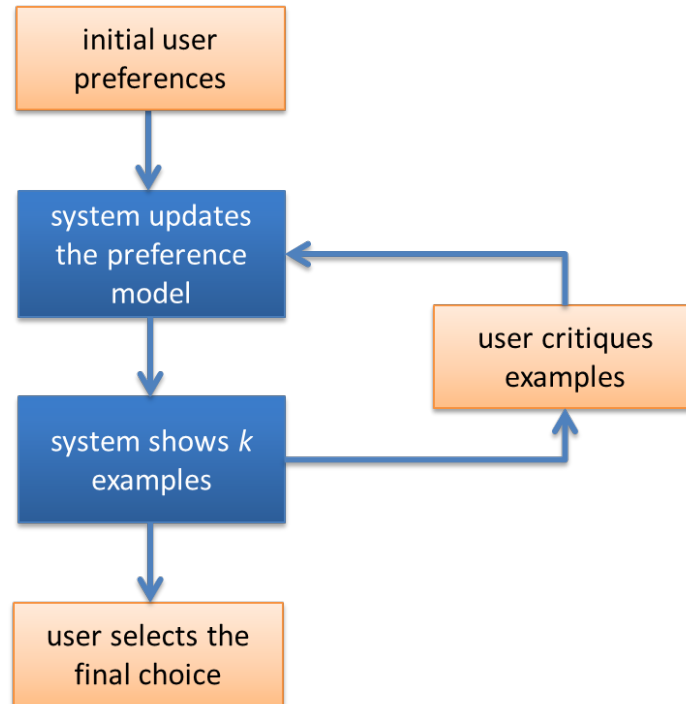 initial user
preferences
system updates
the preference
model
user critiques
examples
system shows k
examples
user selects the
final choice